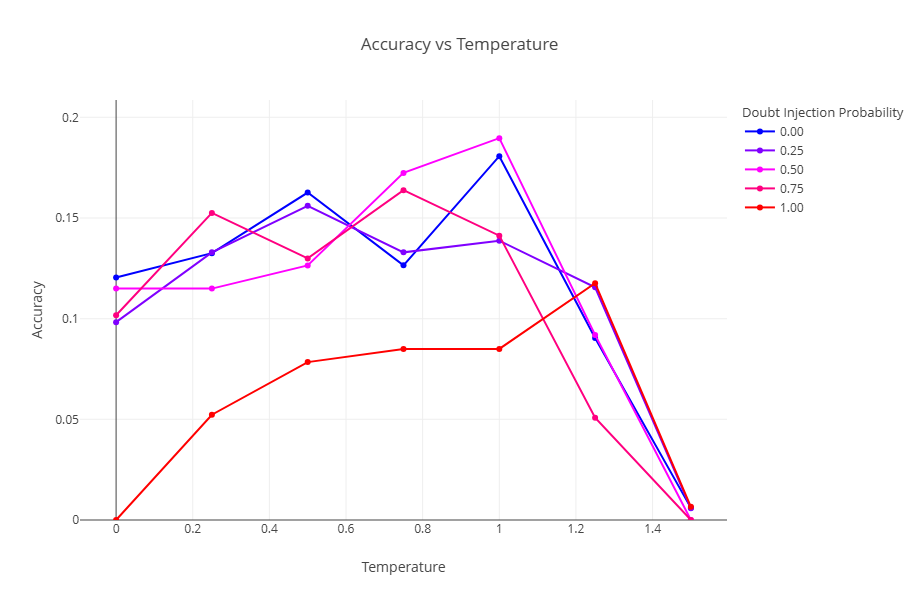 Accuracy vs Temperature
Doubt Injection Probability
0.00
0.25
0.50
0.75
1.00
0.2
0.15
0.1
0.05
0
Accuracy
0 0.2 0.4 0.6 0.8 1 1.2 1.4
Temperature